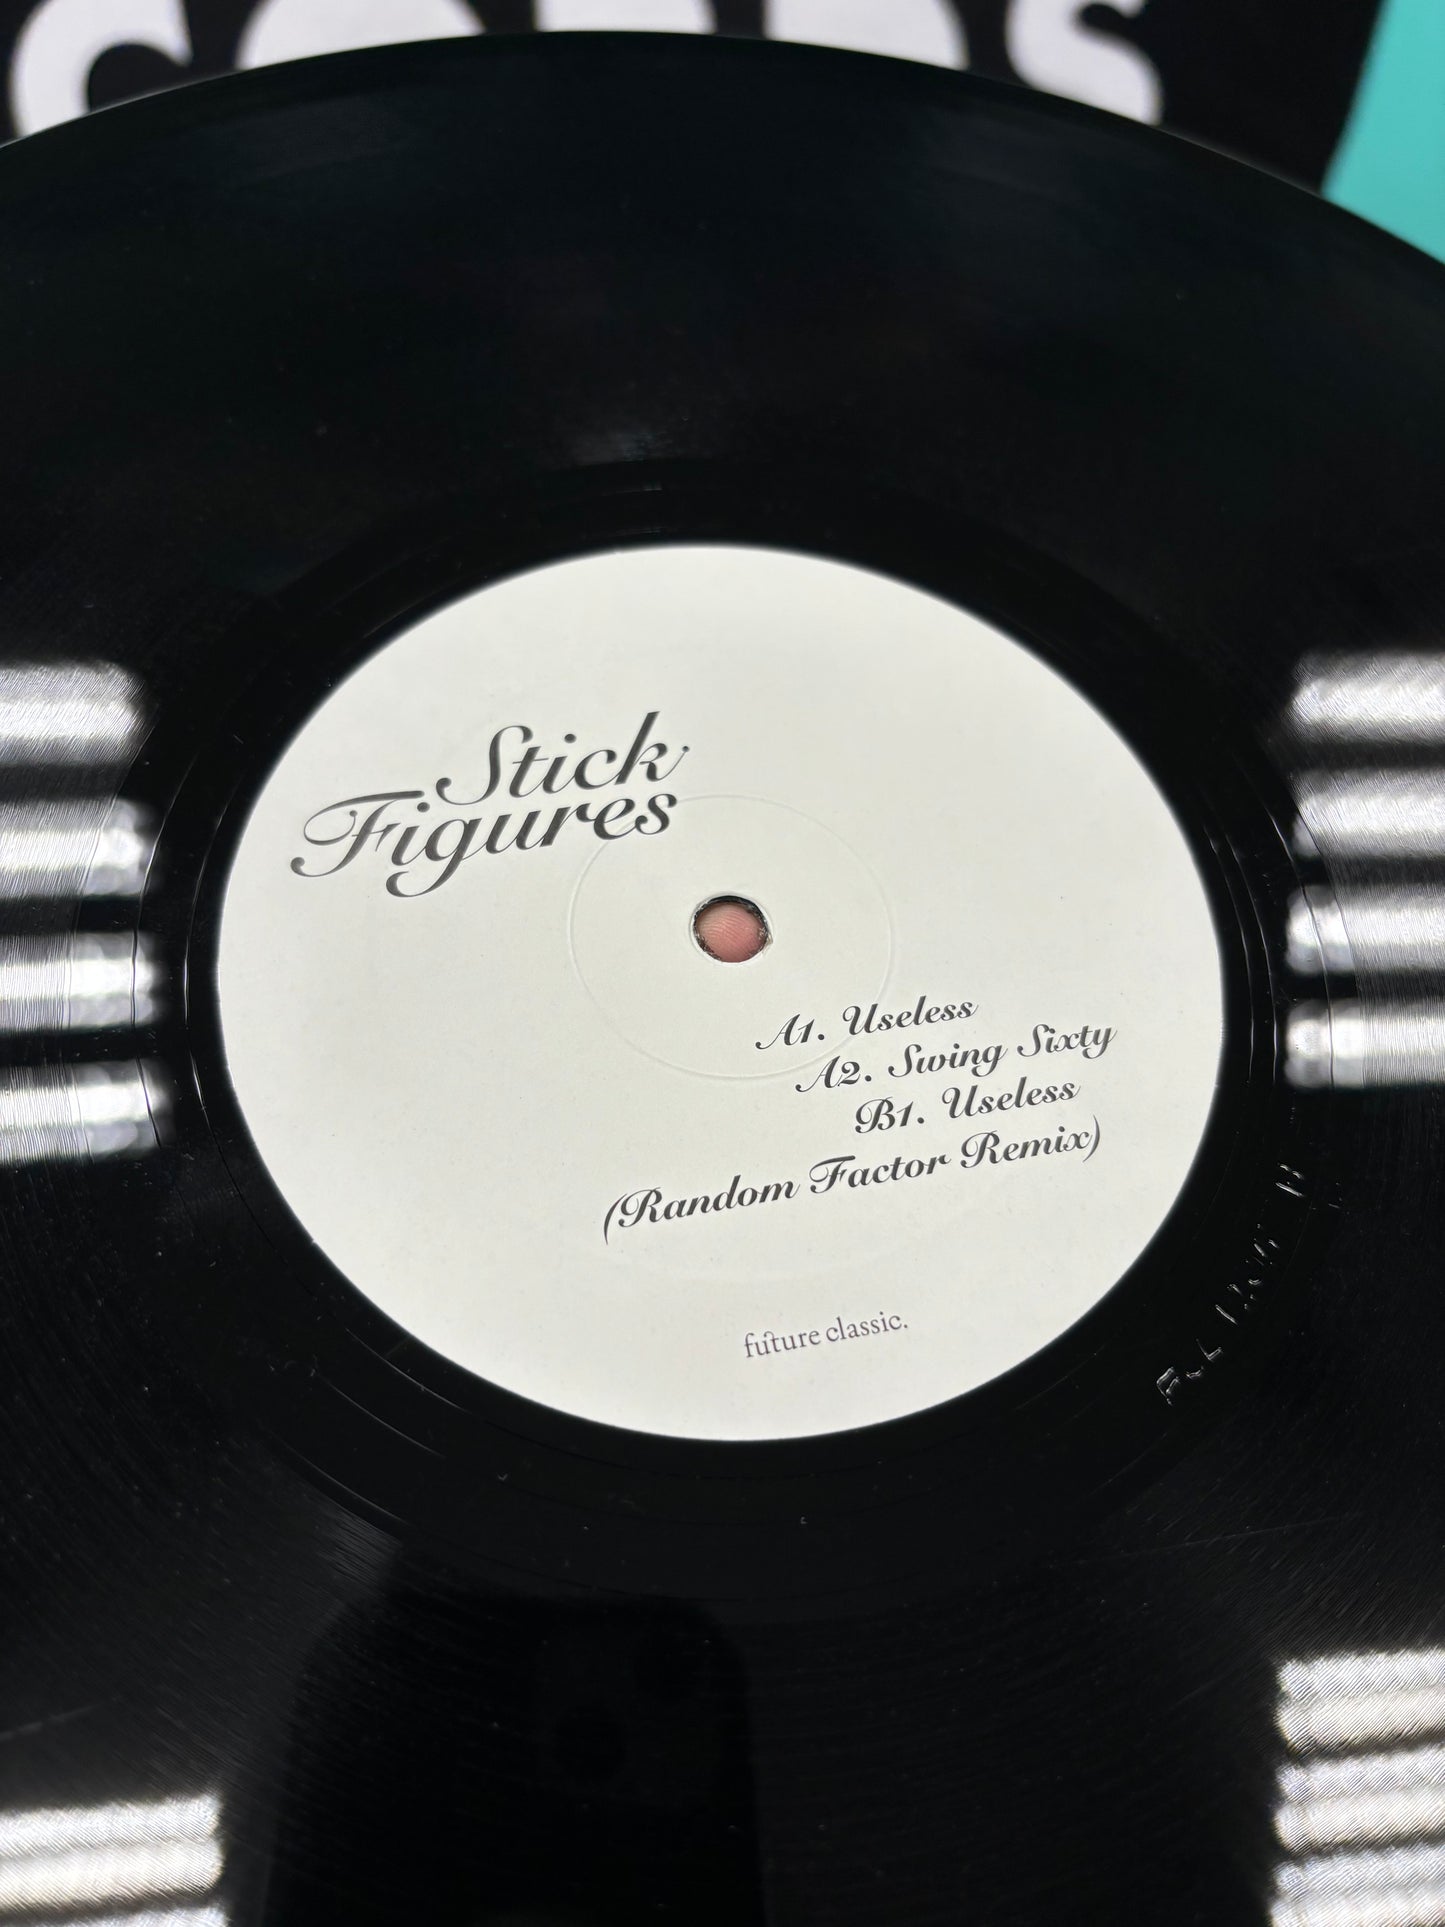 Stick
Figures
A1. Useless
A2. Swing Sixty
B1. Useless
(Random Factor Remix)
future classic.